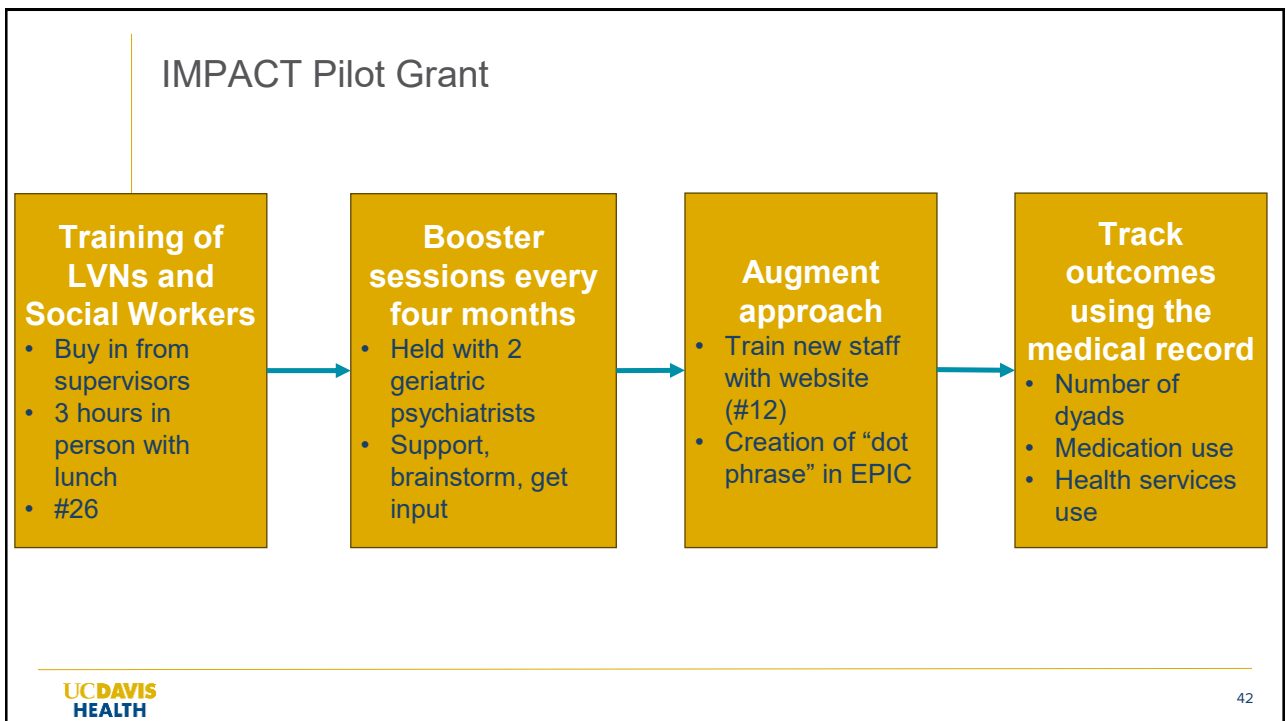 IMPACT Pilot Grant
Training of
LVNs and
Social Workers
• Buy in from
supervisors
• 3 hours in
person with
lunch
• #26
Booster
sessions every
four months
• Held with 2
geriatric
psychiatrists
• Support,
brainstorm, get
input
Augment
approach
• Train new staff
with website
(#12)
• Creation of “dot
phrase” in EPIC
Track
outcomes
using the
medical record
• Number of
dyads
• Medication use
• Health services
use
UCDAVIS
HEALTH
42